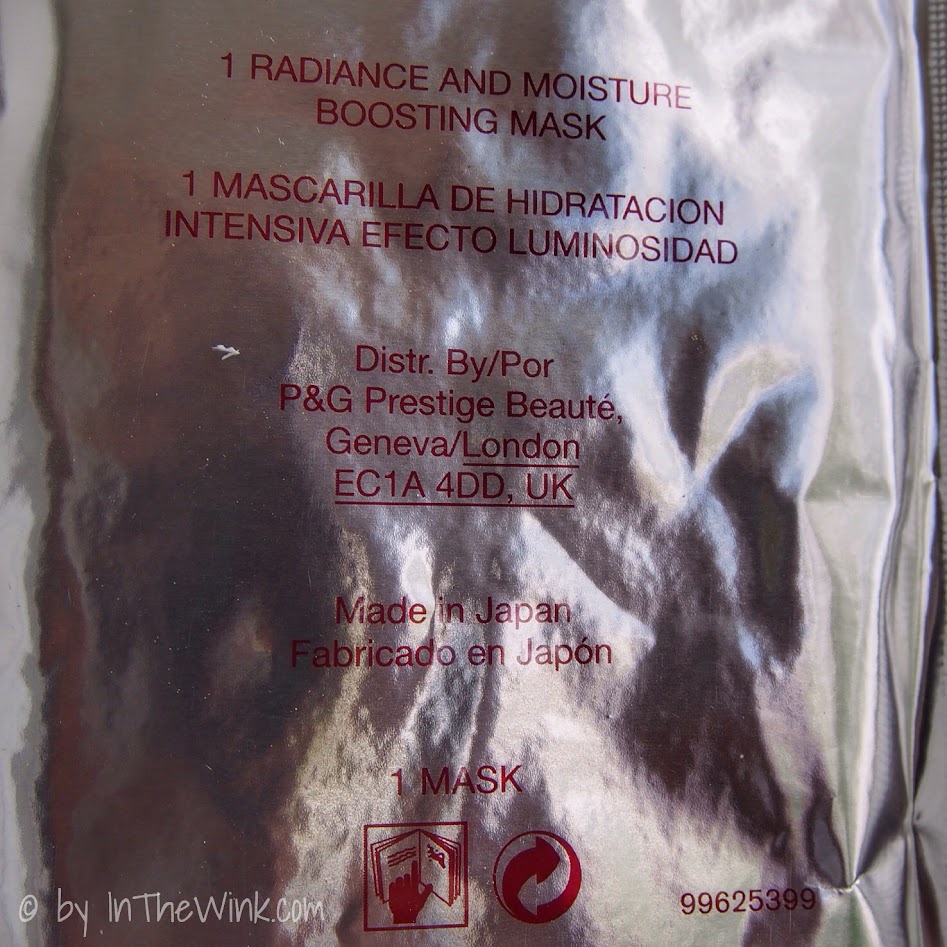 1 RADIANCE AND MOISTURE
BOOSTING MASK
1 MASCARILLA DE HIDRATACION
INTENSIVA EFECTO LUMINOSIDAD
Distr. By/Por
P&G Prestige Beauté,
Geneva/London
EC1A 4DD, UK
Made in Japan
Fabricado en Japón
1 MASK
99625399
© by InTheWink.com